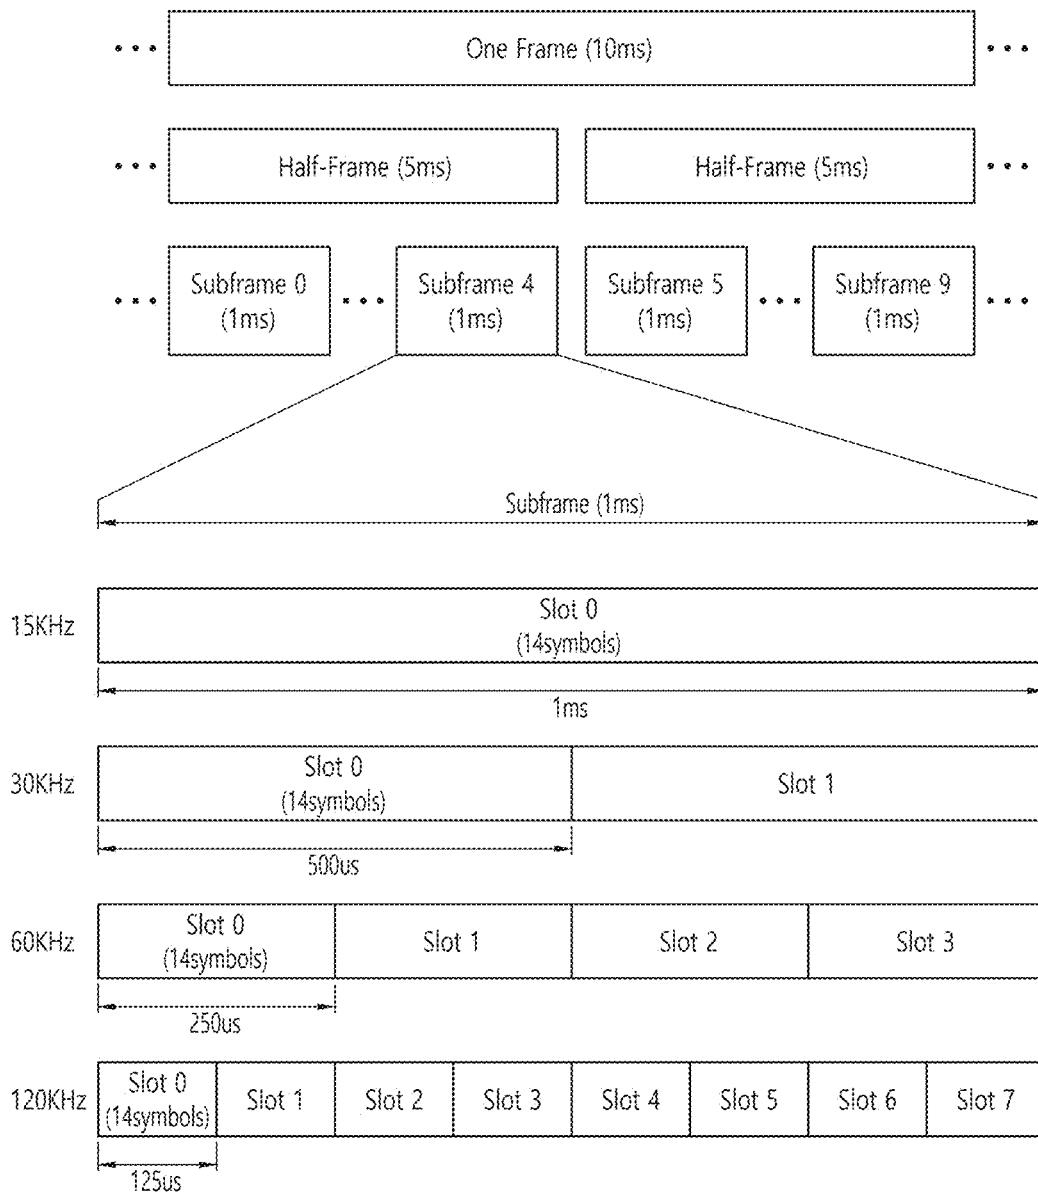 One Frame (10ms)
Half-Frame (5ms) Half-Frame (5ms)
Subframe 0 Subframe 4 Subframe 5 Subframe 9
(1ms) (1ms) (1ms) (1ms)
Subframe (1ms)
15KHz
Slot 0
(14symbols)
1ms
30KHz
Slot 0
(14symbols)
Slot 1
500us
60KHz
Slot 0
(14symbols)
Slot 1
Slot 2
Slot 3
250us
120KHz
Slot 0
(14symbols)
Slot 1
Slot 2
Slot 3
Slot 4
Slot 5
Slot 6
Slot 7
125us